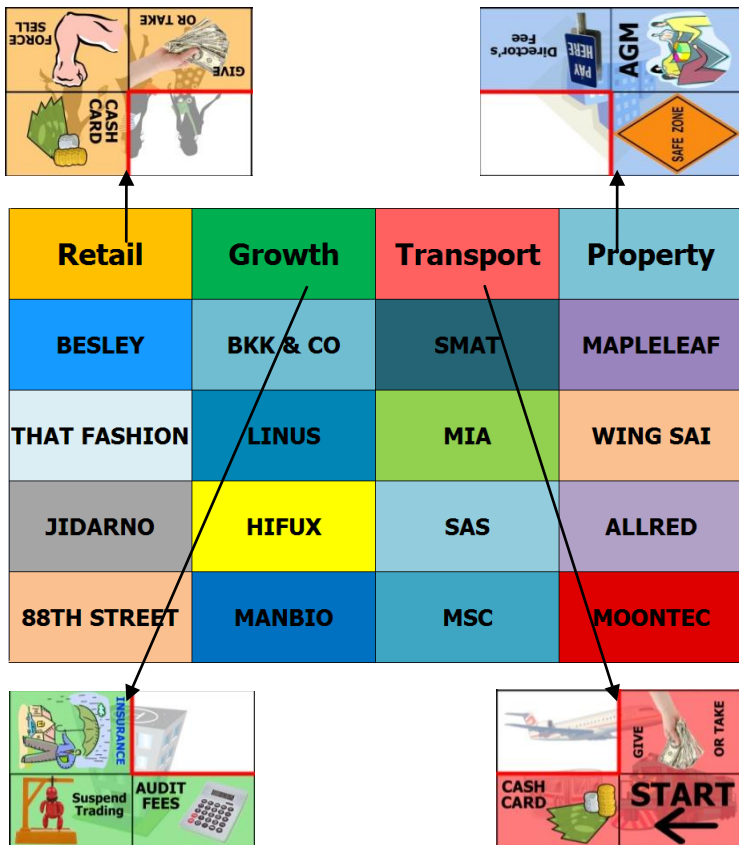 FORCE
SELL
GIVE
OR TAKE
CASH
CARD
Director's
Fee
PAY
HERE
AGM
SAFE ZONE
Retail Growth Transport Property
BESLEY BKK & CO SMAT MAPLELEAF
THAT FASHION LINUS MIA WING SAI
JIDARNO HIFUX SAS ALLRED
88TH STREET MANBIO MSC MOONTEC
INSURANCE
Suspend
Trading
AUDIT
FEES
GIVE
OR TAKE
CASH
CARD
START